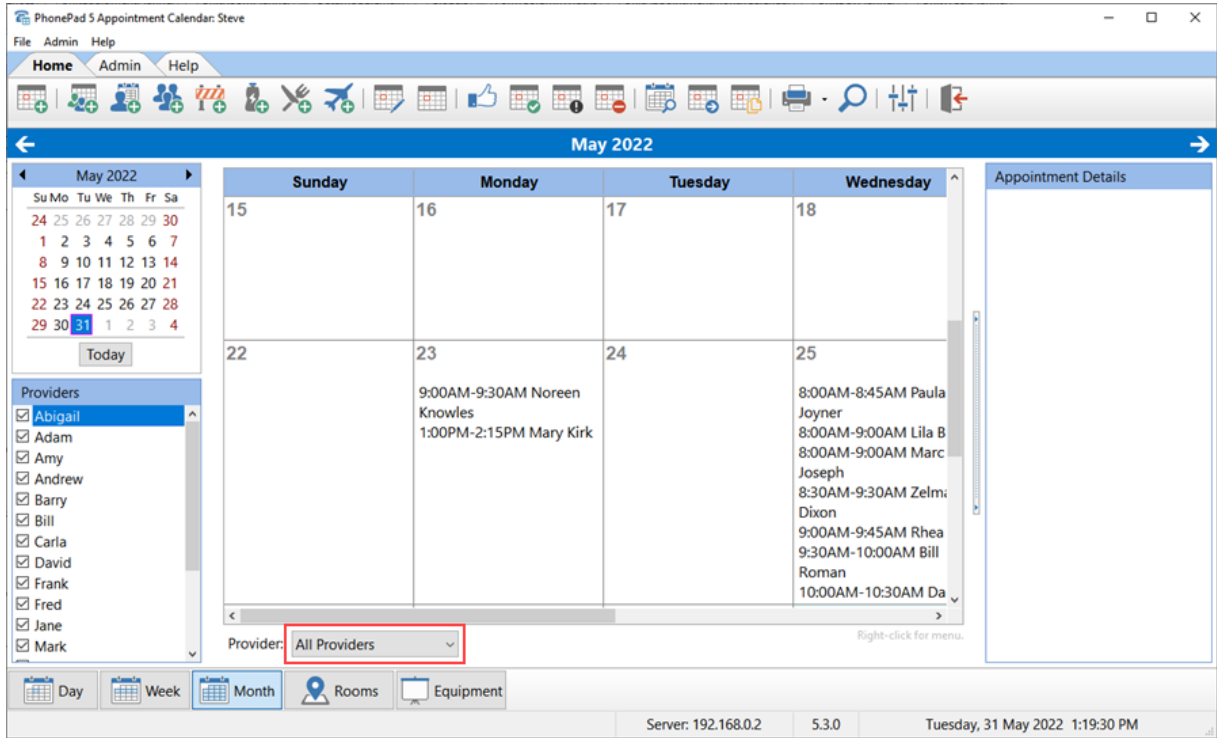 PhonePad 5 Appointment Calendar: Steve
File Admin Help
Home Admin Help
May 2022
May 2022
Su Mo Tu We Th Fr Sa
24 25 26 27 28 29 30
1 2 3 4 5 6 7
8 9 10 11 12 13 14
15 16 17 18 19 20 21
22 23 24 25 26 27 28
29 30 31 1 2 3 4
Today
Providers
Abigail
Adam
Amy
Andrew
Barry
Bill
Carla
David
Frank
Fred
Jane
Mark
Sunday Monday Tuesday Wednesday
15 16 17 18
22 23 24 25
9:00AM-9:30AM Noreen
Knowles
1:00PM-2:15PM Mary Kirk
8:00AM-8:45AM Paula
Joyner
8:00AM-9:00AM Lila B
8:00AM-9:00AM Marc
Joseph
8:30AM-9:30AM Zelma
Dixon
9:00AM-9:45AM Rhea
9:30AM-10:00AM Bill
Roman
10:00AM-10:30AM Da
Provider: All Providers
Right-click for menu.
Appointment Details
Day Week Month Rooms Equipment
Server: 192.168.0.2 5.3.0 Tuesday, 31 May 2022 1:19:30 PM